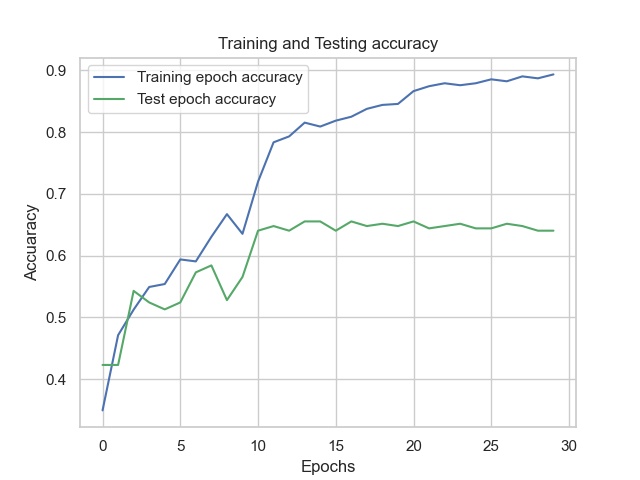 Training and Testing accuracy
Training epoch accuracy
Test epoch accuracy
0.9
0.8
0.7
0.6
0.5
0.4
Accuaracy
0 5 10 15 20 25 30
Epochs